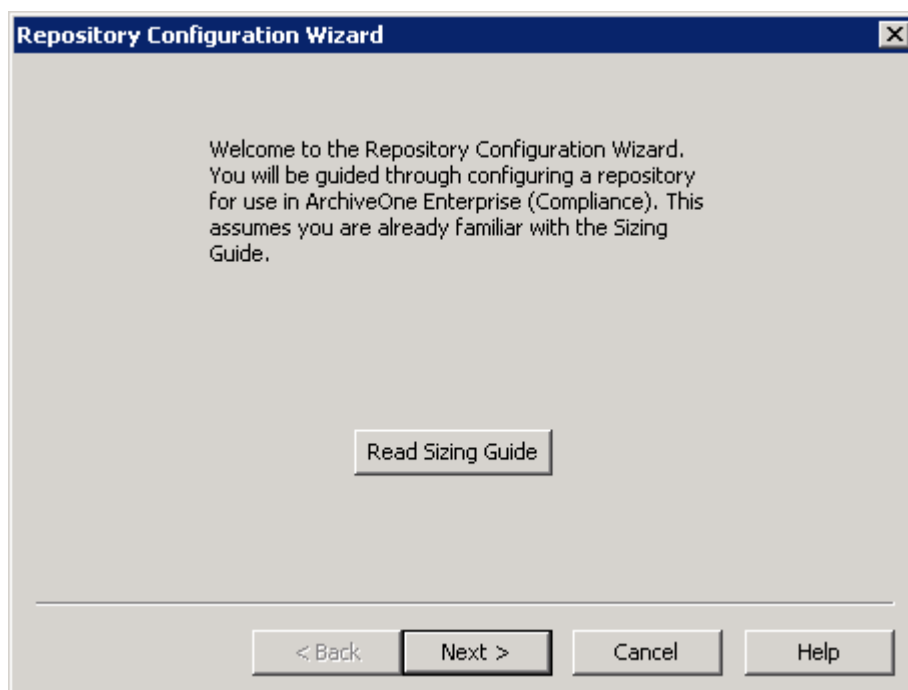 Repository Configuration Wizard
Welcome to the Repository Configuration Wizard.
You will be guided through configuring a repository
for use in ArchiveOne Enterprise (Compliance). This
assumes you are already familiar with the Sizing
Guide.
Read Sizing Guide
< Back
Next >
Cancel
Help